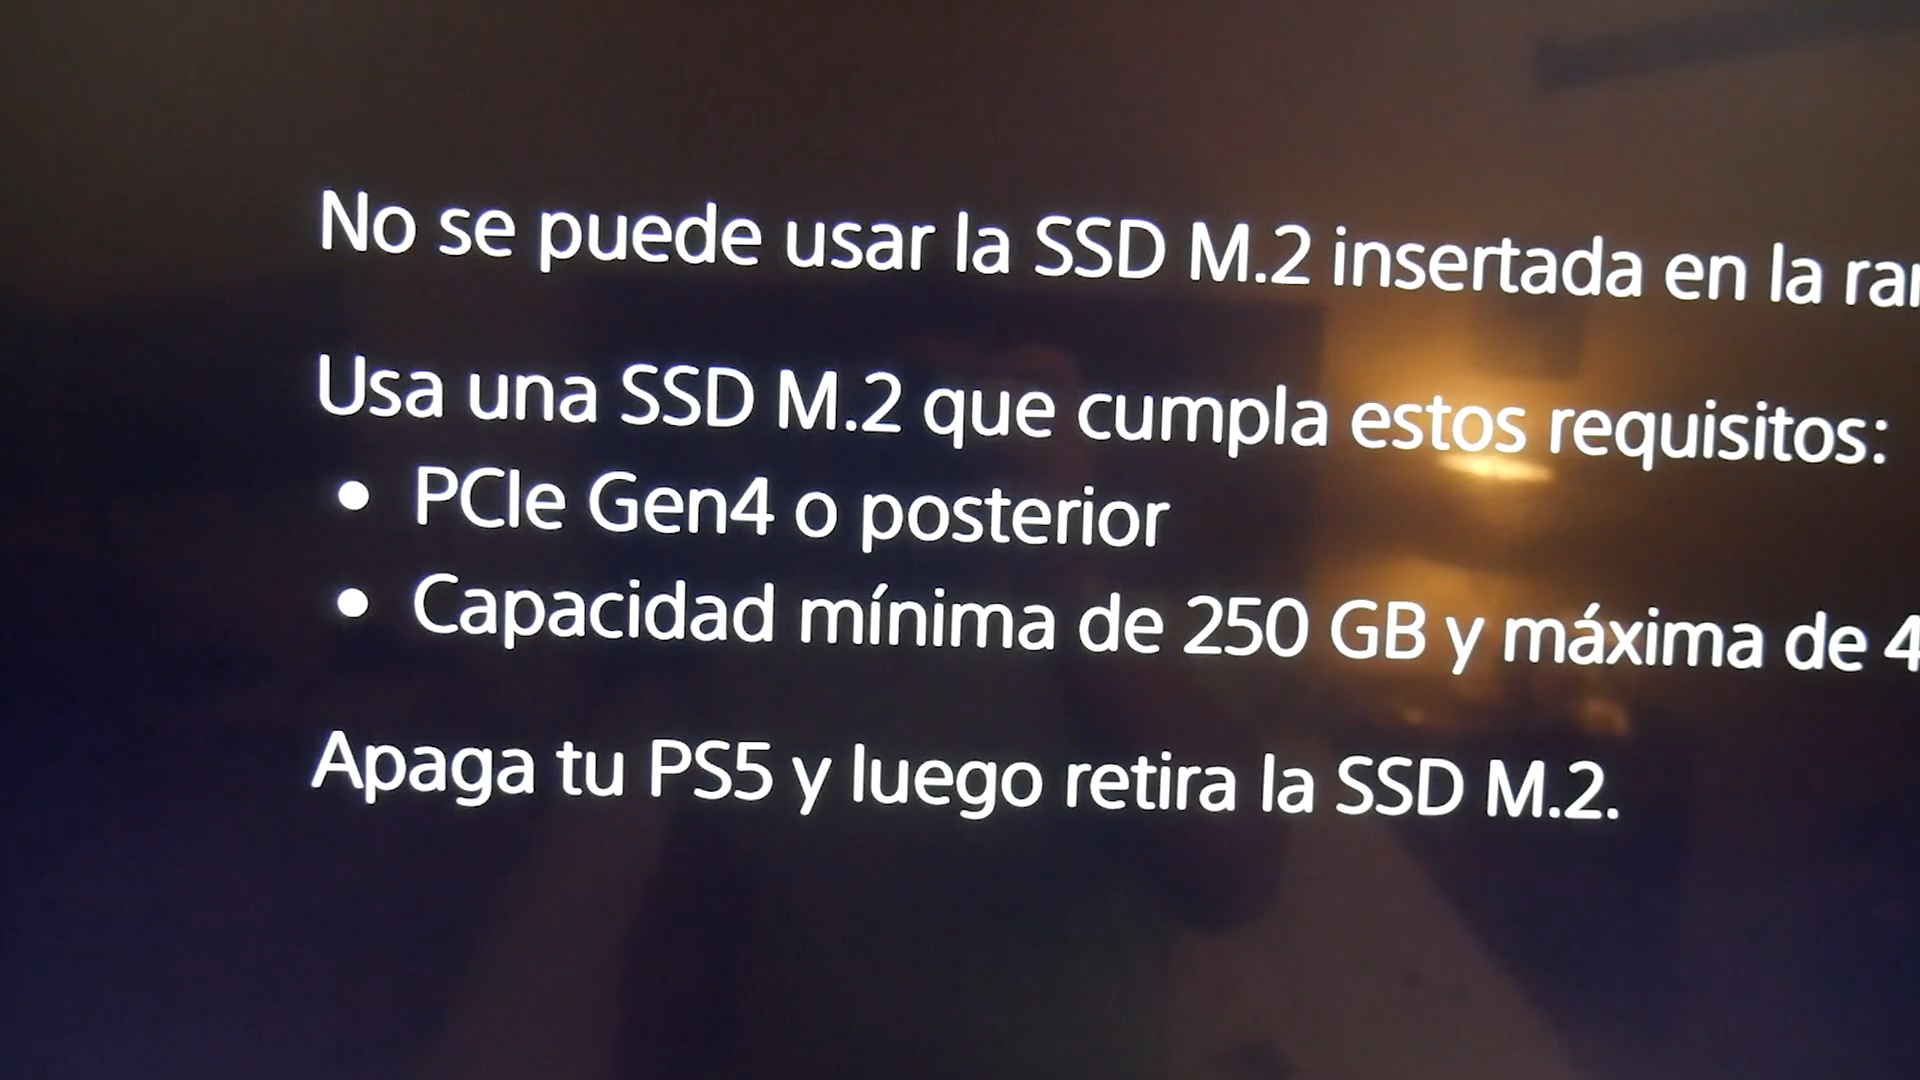 No se puede usar la SSD M.2 insertada en la
Usa una SSD M.2 que cumpla estos requisitos:
• PCIe Gen4 o posterior
• Capacidad mínima de 250 GB y máxima de 4
Apaga tu PS5 y luego retira la SSD M.2.